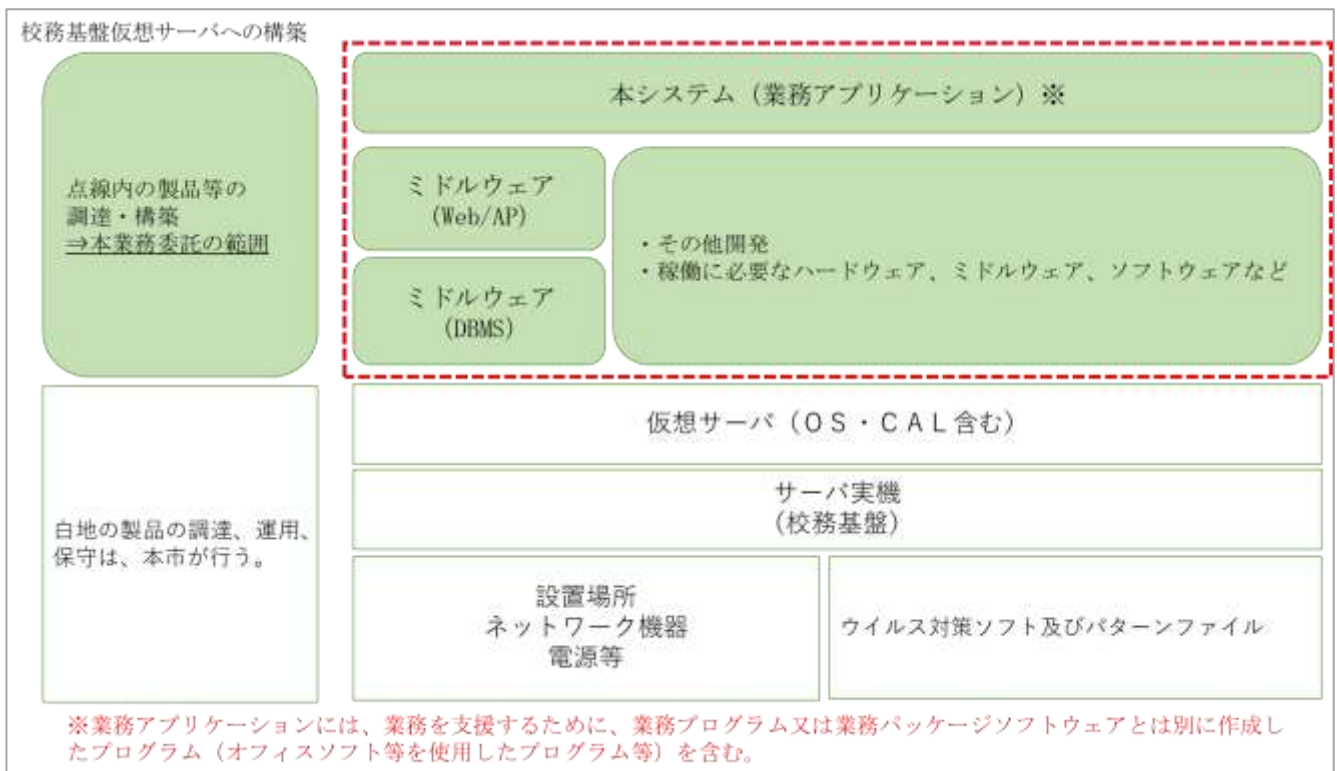 校務基盤仮想サーバへの構築
点線内の製品等の
調達・構築
⇒本業務委託の範囲
本システム（業務アプリケーション）※
ミドルウェア
(Web/AP)
ミドルウェア
(DBMS)
・その他開発
・稼働に必要なハードウェア、ミドルウェア、ソフトウェアなど
白地の製品の調達、運用、
保守は、本市が行う。
仮想サーバ（ＯＳ・ＣＡＬ含む）
サーバ実機
(校務基盤)
設置場所
ネットワーク機器
電源等
ウイルス対策ソフト及びパターンファイル
※業務アプリケーションには、業務を支援するために、業務プログラム又は業務パッケージソフトウェアとは別に作成し
たプログラム（オフィスソフト等を使用したプログラム等）を含む。